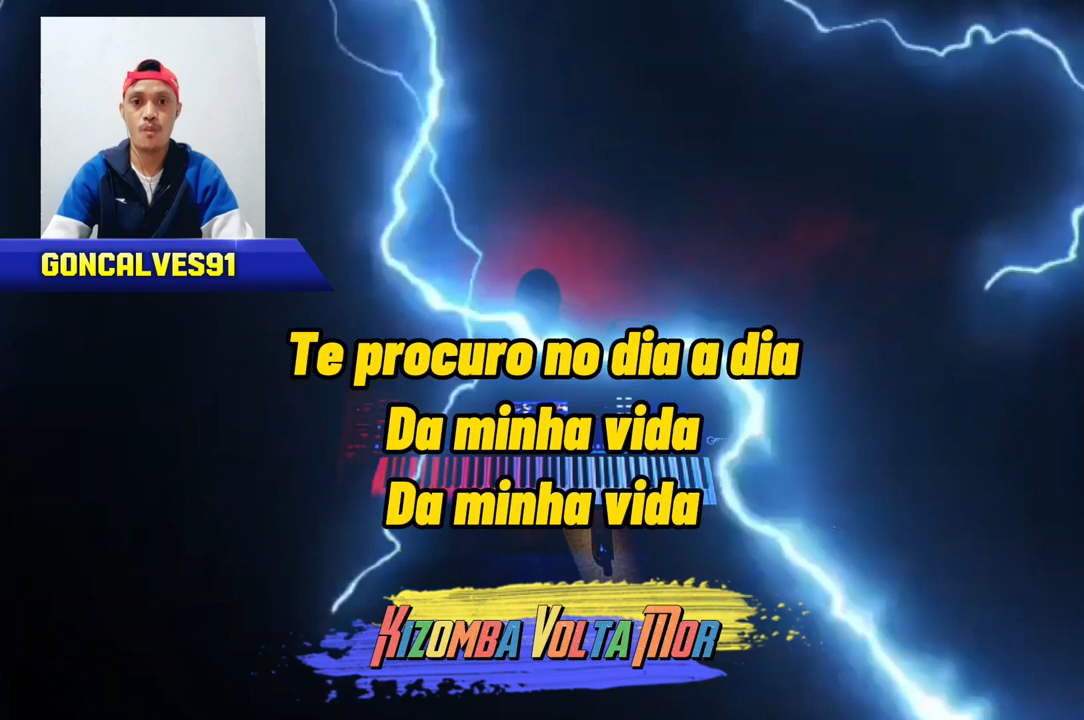 GONCALVES91
Te procuro no dia a dia
Da minha vida
Da minha vida
KIZOMBA VOLTA MOR